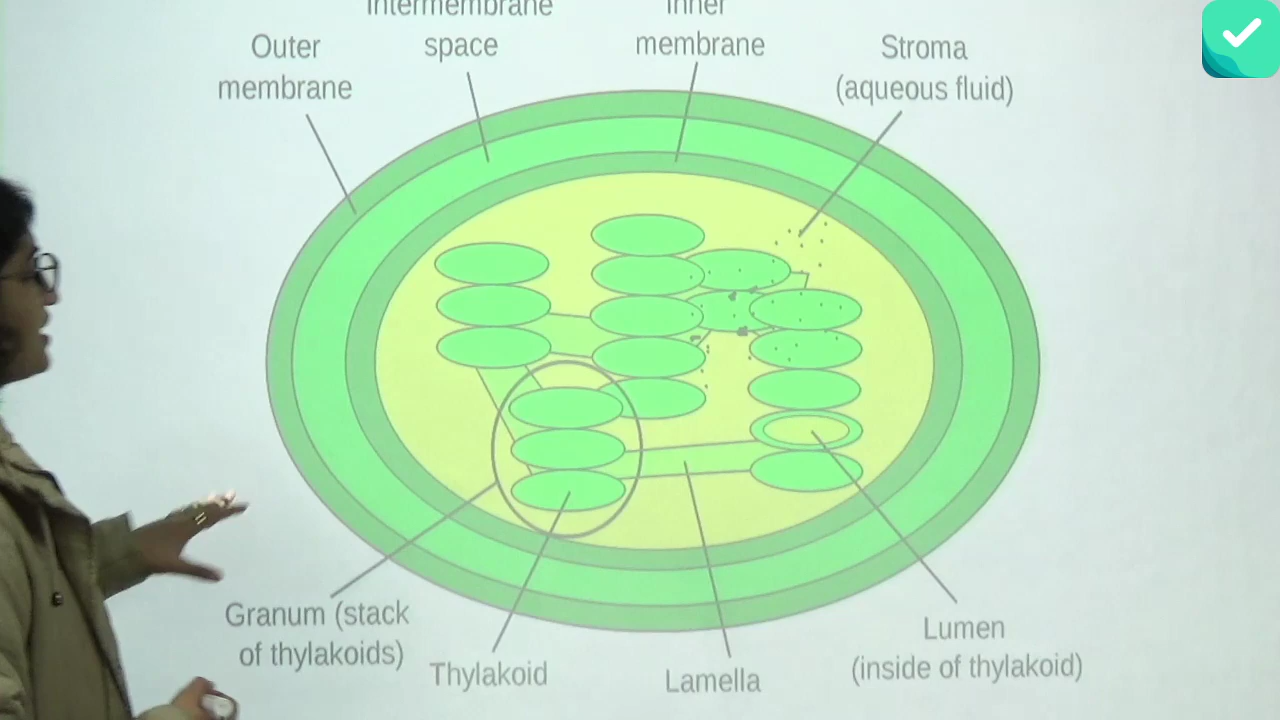 Intermembrane
space
Inner
membrane
Outer
membrane
Stroma
(aqueous fluid)
Granum (stack
of thylakoids)
Thylakoid
Lamella
Lumen
(inside of thylakoid)